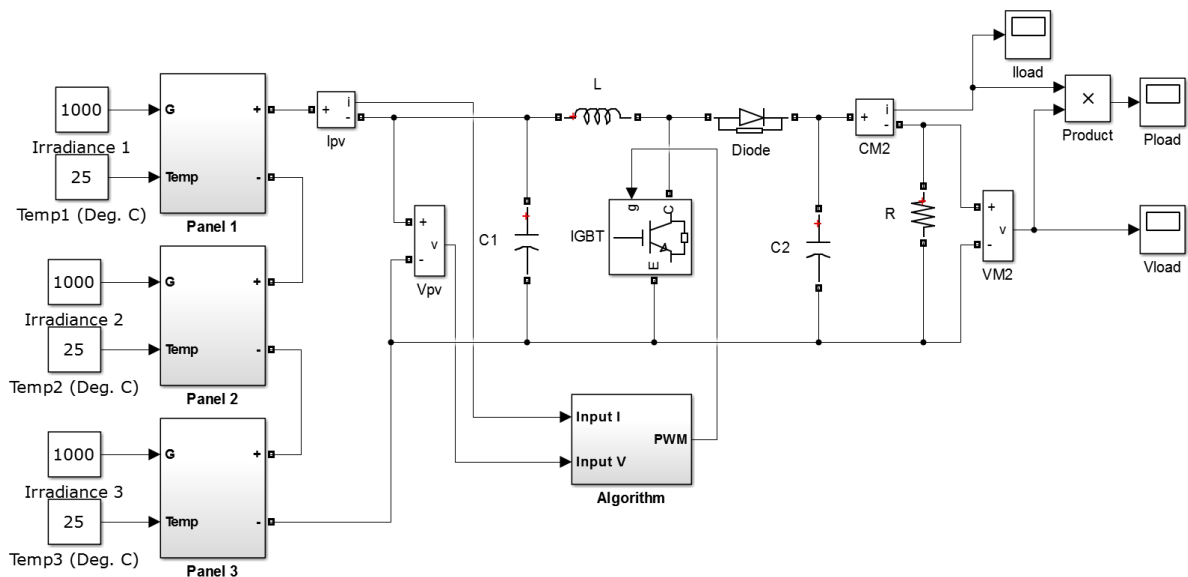 1000
Irradiance 1
25
Temp1 (Deg. C)
G
Temp
+
-
Panel 1
1000
Irradiance 2
25
Temp2 (Deg. C)
G
Temp
+
-
Panel 2
1000
Irradiance 3
25
Temp3 (Deg. C)
G
Temp
+
-
Panel 3
+
i
-
Ipv
+
v
-
Vpv
C1
L
g
C
E
IGBT
Diode
C2
+
i
-
CM2
R
+
v
-
VM2
Iload
×
Product
Pload
Vload
Input I
Input V
PWM
Algorithm